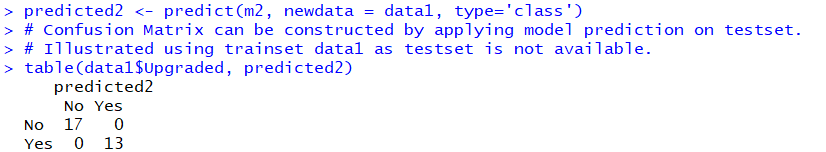 > predicted2 <- predict(m2, newdata = data1, type='class')
> # Confusion Matrix can be constructed by applying model prediction on testset.
> # Illustrated using trainset data1 as testset is not available.
> table(data1$Upgraded, predicted2)
     predicted2
      No Yes
  No  17   0
  Yes  0  13